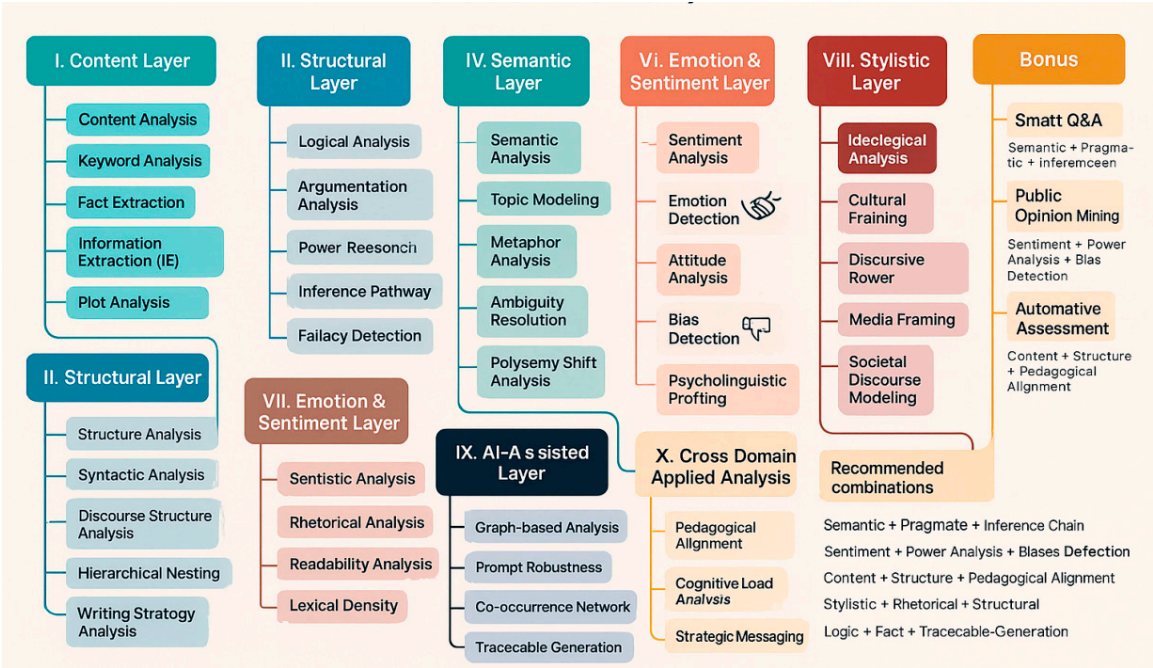 I. Content Layer
Content Analysis
Keyword Analysis
Fact Extraction
Information
Extraction (IE)
Plot Analysis
II. Structural Layer
Structure Analysis
Syntactic Analysis
Discourse Structure
Analysis
Hierarchical Nesting
Writing Stratogy
Analysis
II. Structural
Layer
Logical Analysis
Argumentation
Analysis
Power Reesonch
Inference Pathway
Failacy Detection
VII. Emotion &
Sentiment Layer
Sentistic Analysis
Rhetorical Analysis
Readability Analysis
Lexical Density
IV. Semantic
Layer
Semantic
Analysis
Topic Modeling
Metaphor
Analysis
Ambiguity
Resolution
Polysemy Shift
Analysis
IX. AI-A s sisted
Layer
Graph-based Analysis
Prompt Robustness
Co-occurrence Network
Tracecable Generation
Vi. Emotion &
Sentiment Layer
Sentiment
Analysis
Emotion
Detection
Attitude
Analysis
Bias
Detection
Psycholinguistic
Profting
X. Cross Domain
Applied Analysis
Pedagogical
Alignment
Cognitive Load
Analvsis
Strategic Messaging
ViII. Stylistic
Layer
Ideclegical
Analysis
Cultural
Fraining
Discursive
Rower
Media Framing
Societal
Discourse
Modeling
Bonus
Smatt Q&A
Semantic + Pragma-
tic + inferemceen
Public
Opinion Mining
Sentiment + Power
Analysis + Blas
Detection
Automative
Assessment
Content + Structure
+ Pedagogical
Alignment
Recommended
combinations
Semantic + Pragmate + Inference Chain
Sentiment + Power Analysis + Blases Defection
Content + Structure + Pedagogical Alignment
Stylistic + Rhetorical + Structural
Logic + Fact + Tracecable-Generation